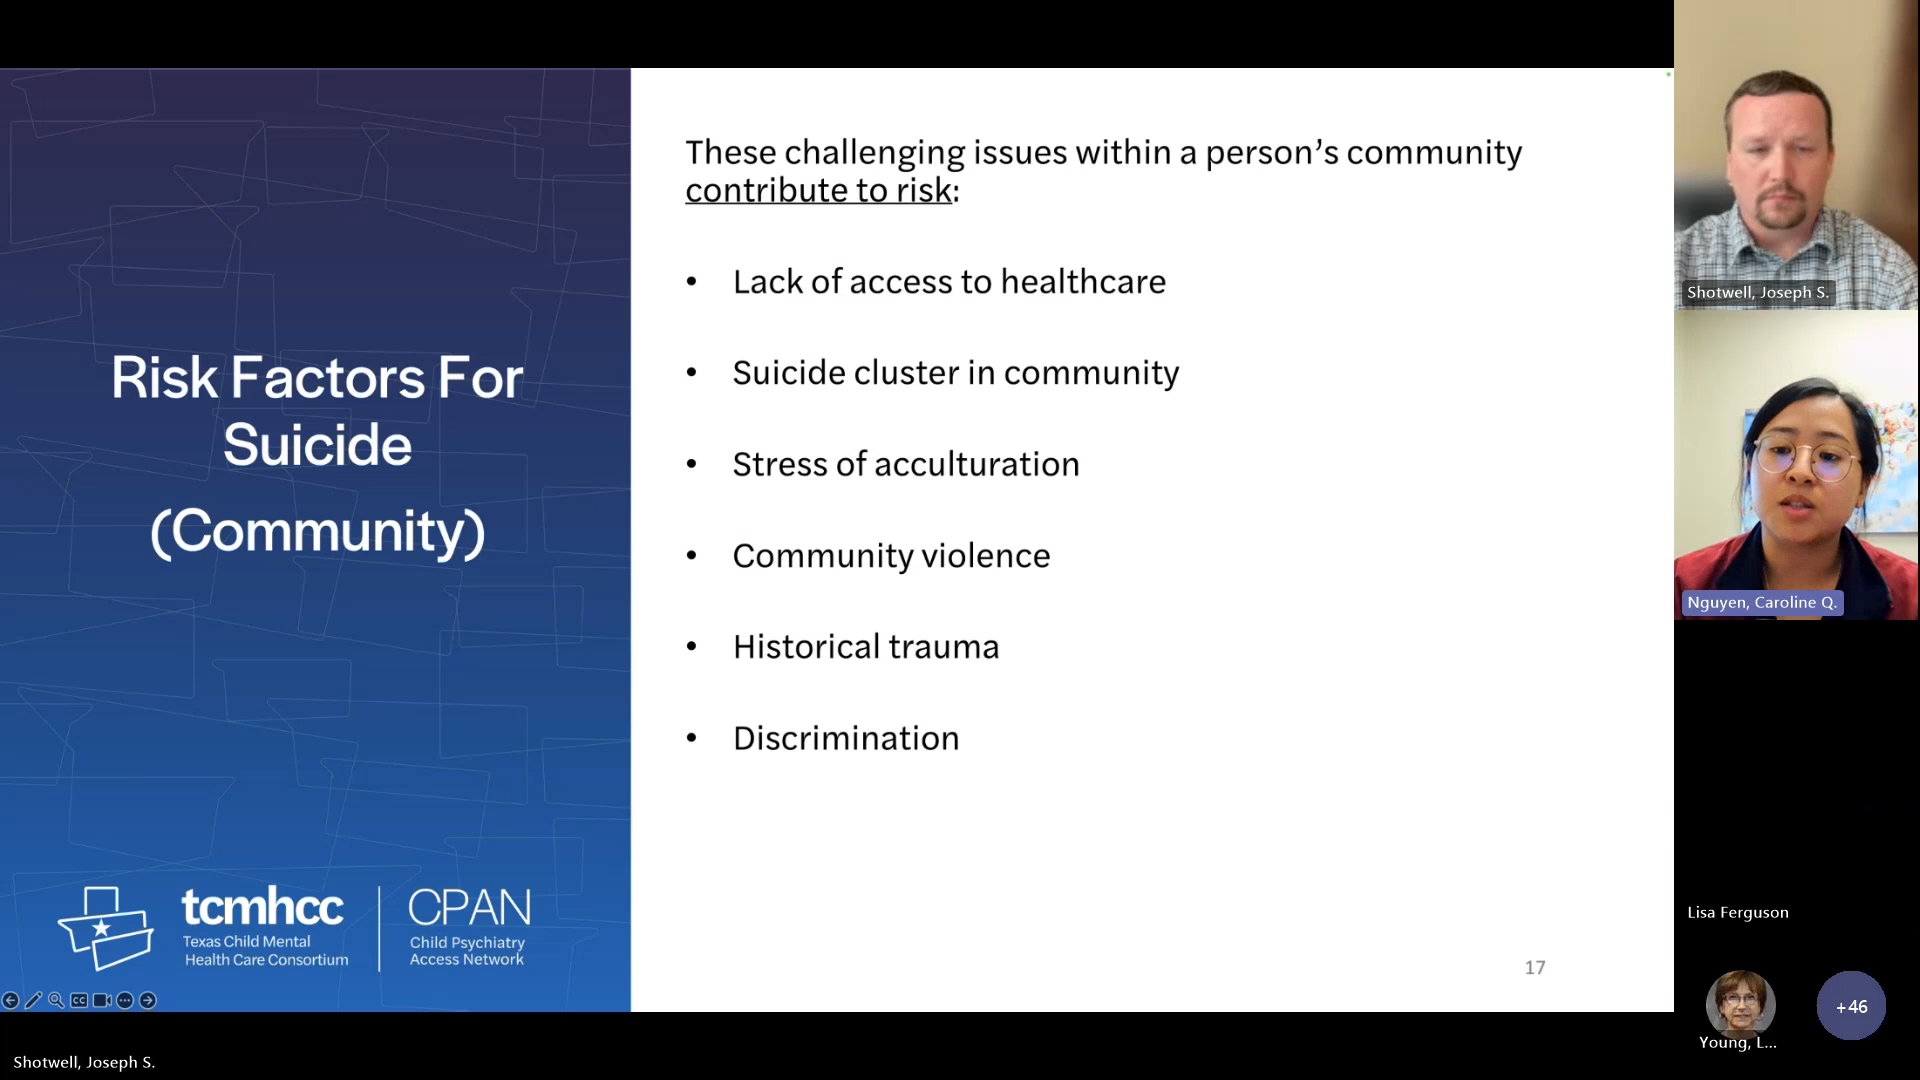 Risk Factors For
Suicide
(Community)
tcmhcc
Texas Child Mental
Health Care Consortium
CPAN
Child Psychiatry
Access Network
These challenging issues within a person’s community
contribute to risk:
• Lack of access to healthcare
• Suicide cluster in community
• Stress of acculturation
• Community violence
• Historical trauma
• Discrimination
17
Shotwell, Joseph S.
Nguyen, Caroline Q.
Lisa Ferguson
Young, L...
+46
CC
Shotwell, Joseph S.